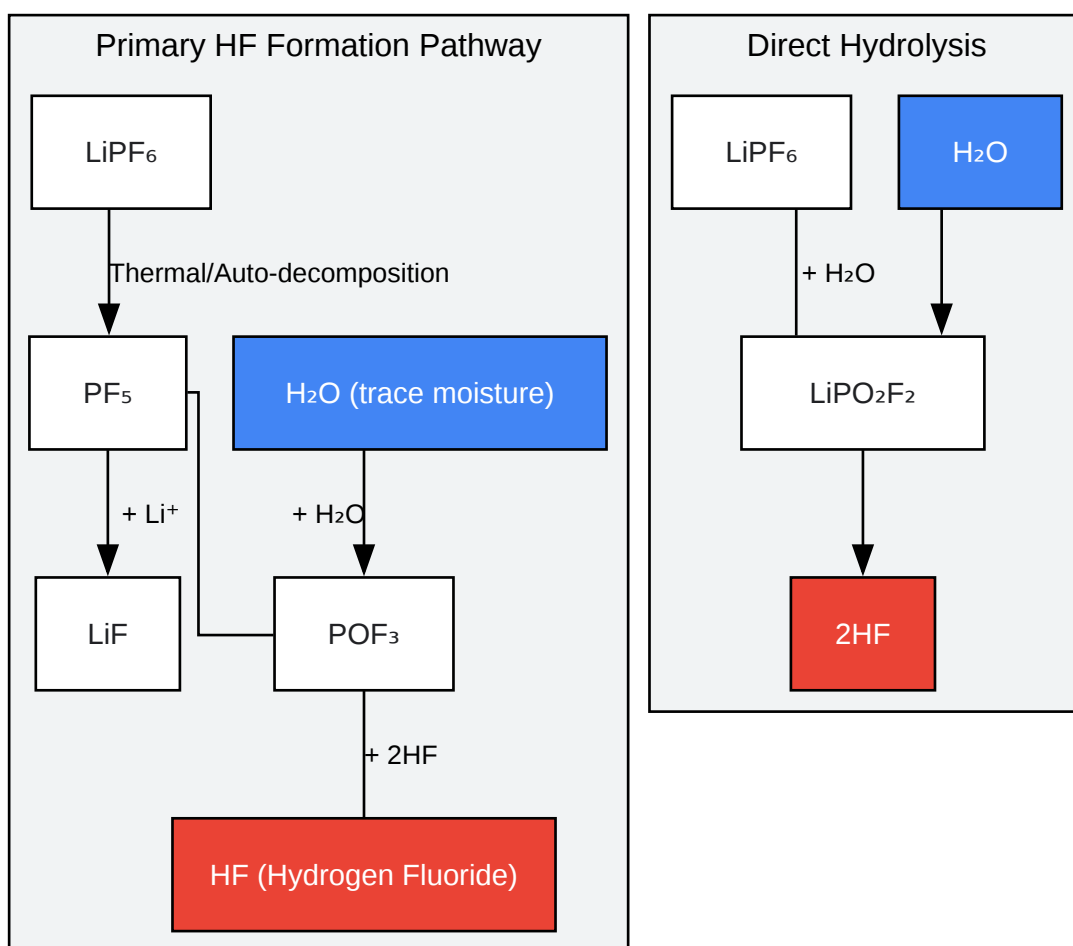 Primary HF Formation Pathway
LiPF₆
Thermal/Auto-decomposition
PF₅
H₂O (trace moisture)
+ Li⁺
+ H₂O
LiF
POF₃
+ 2HF
HF (Hydrogen Fluoride)
Direct Hydrolysis
LiPF₆
H₂O
+ H₂O
LiPO₂F₂
2HF